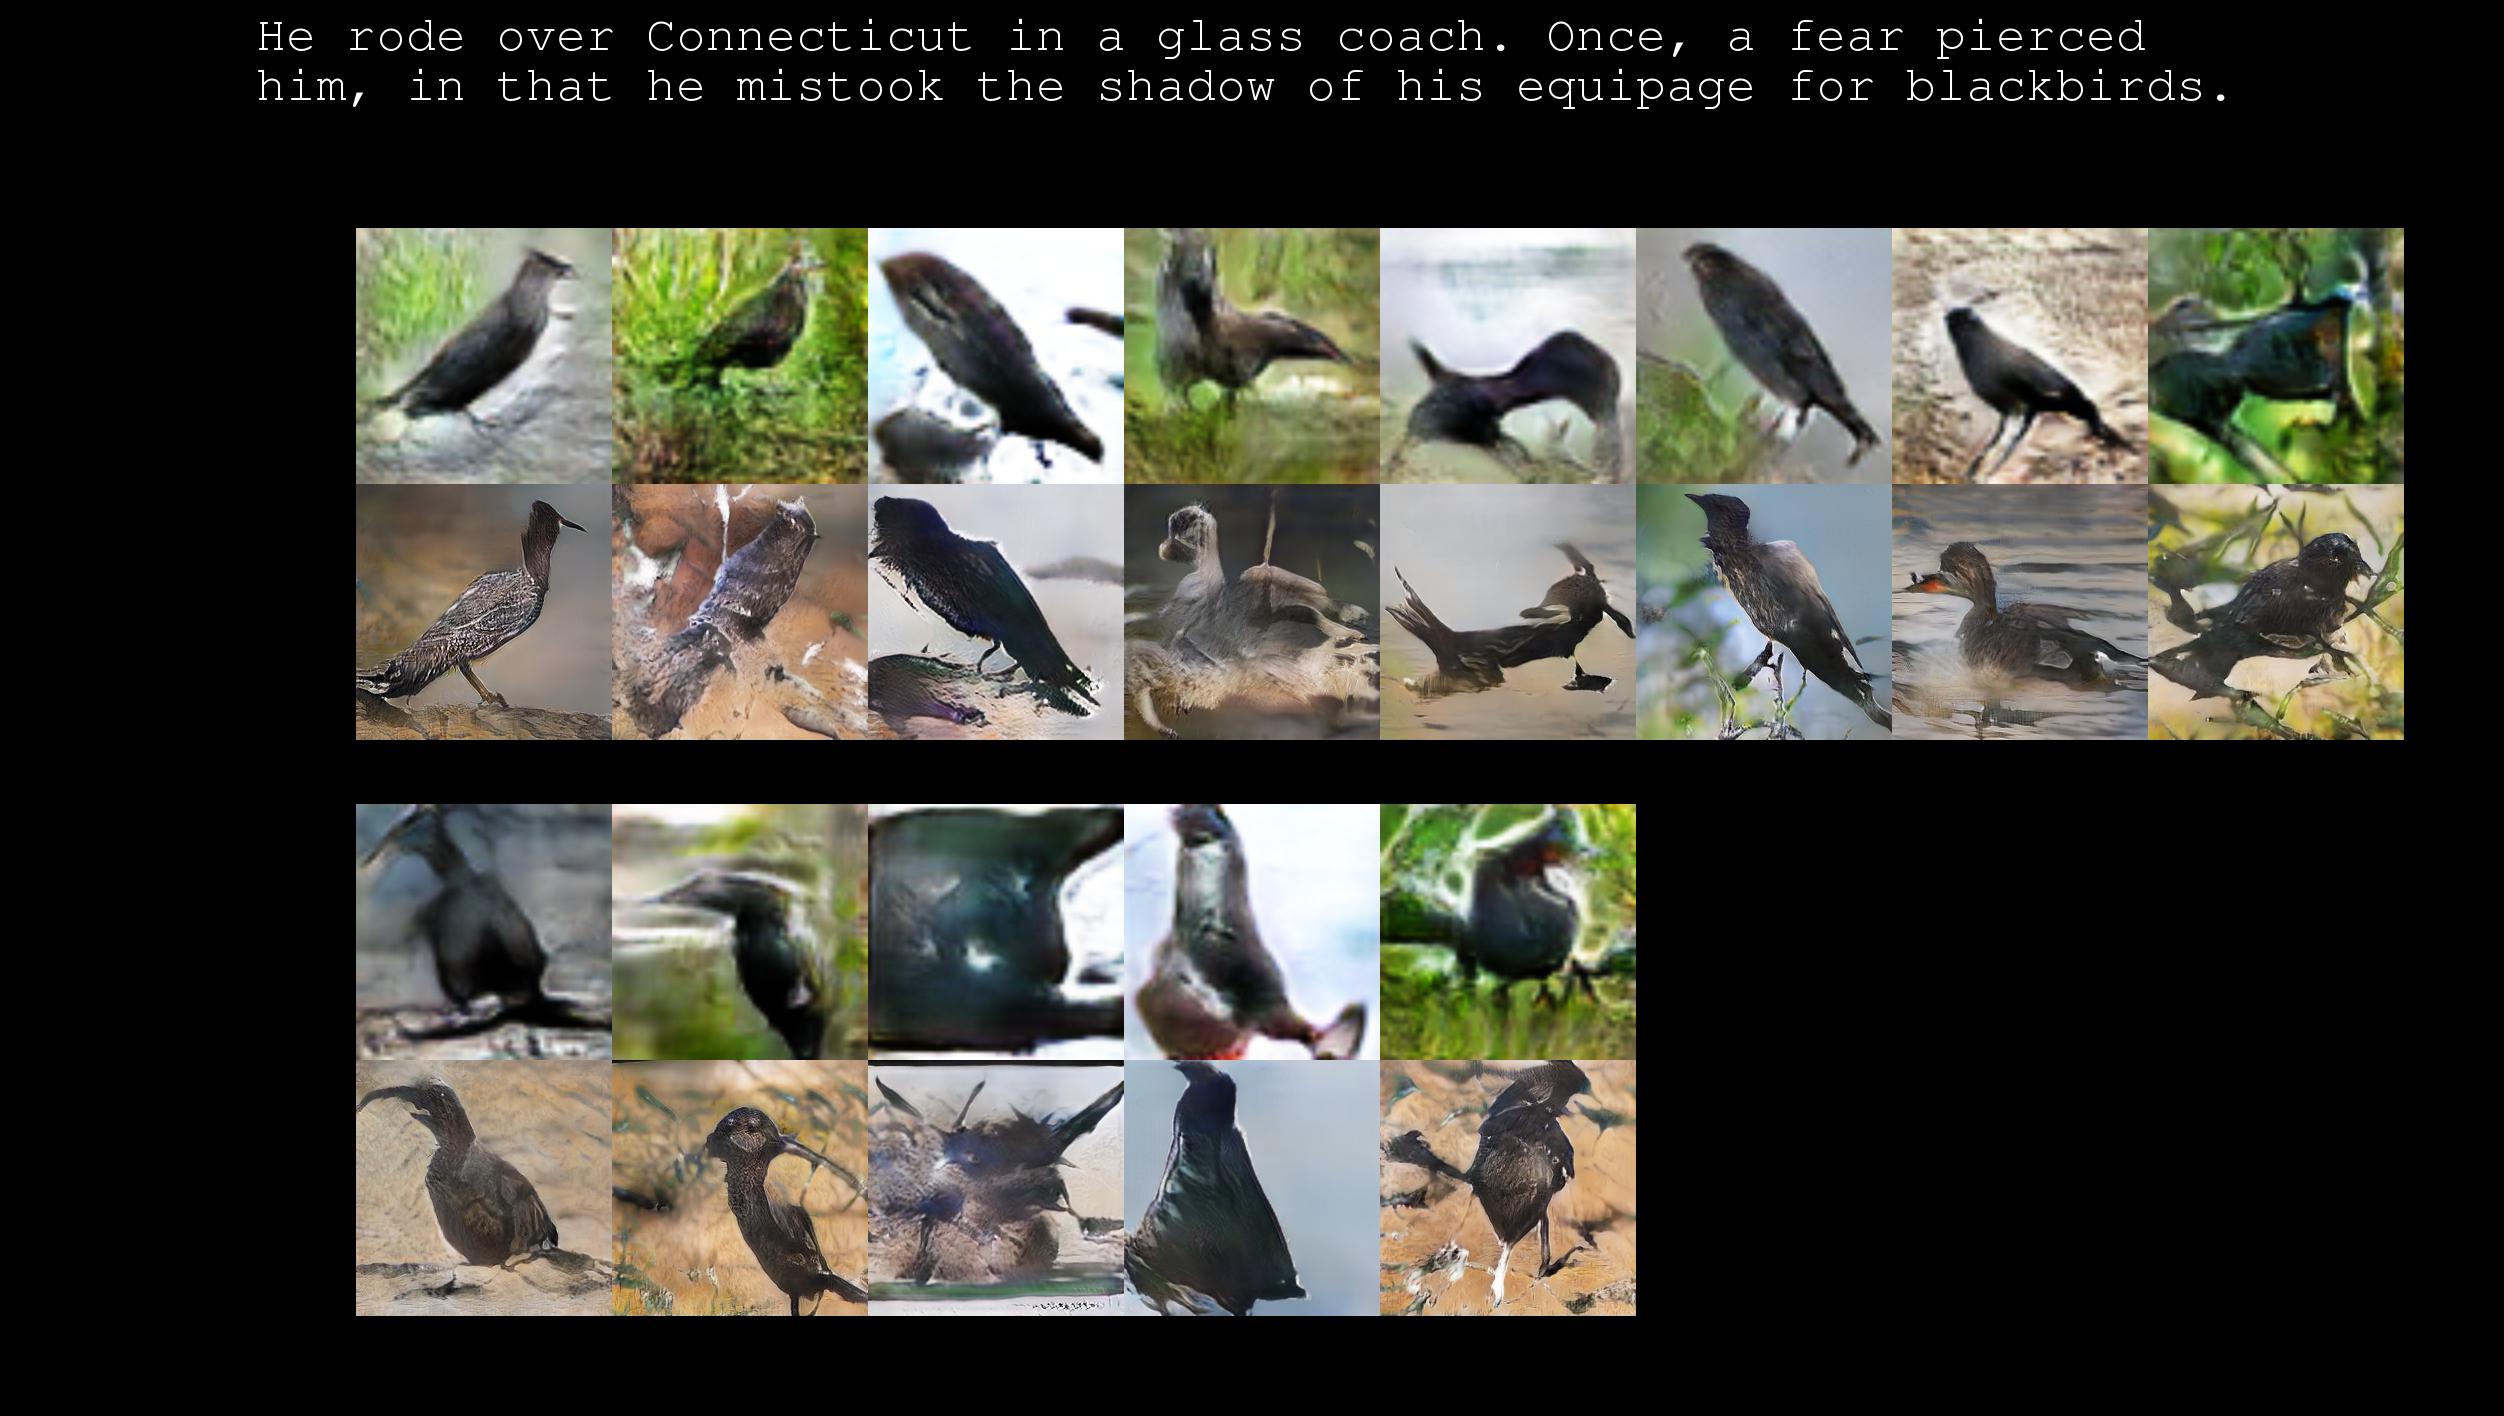 He rode over Connecticut in a glass coach. Once, a fear pierced
him, in that he mistook the shadow of his equipage for blackbirds.